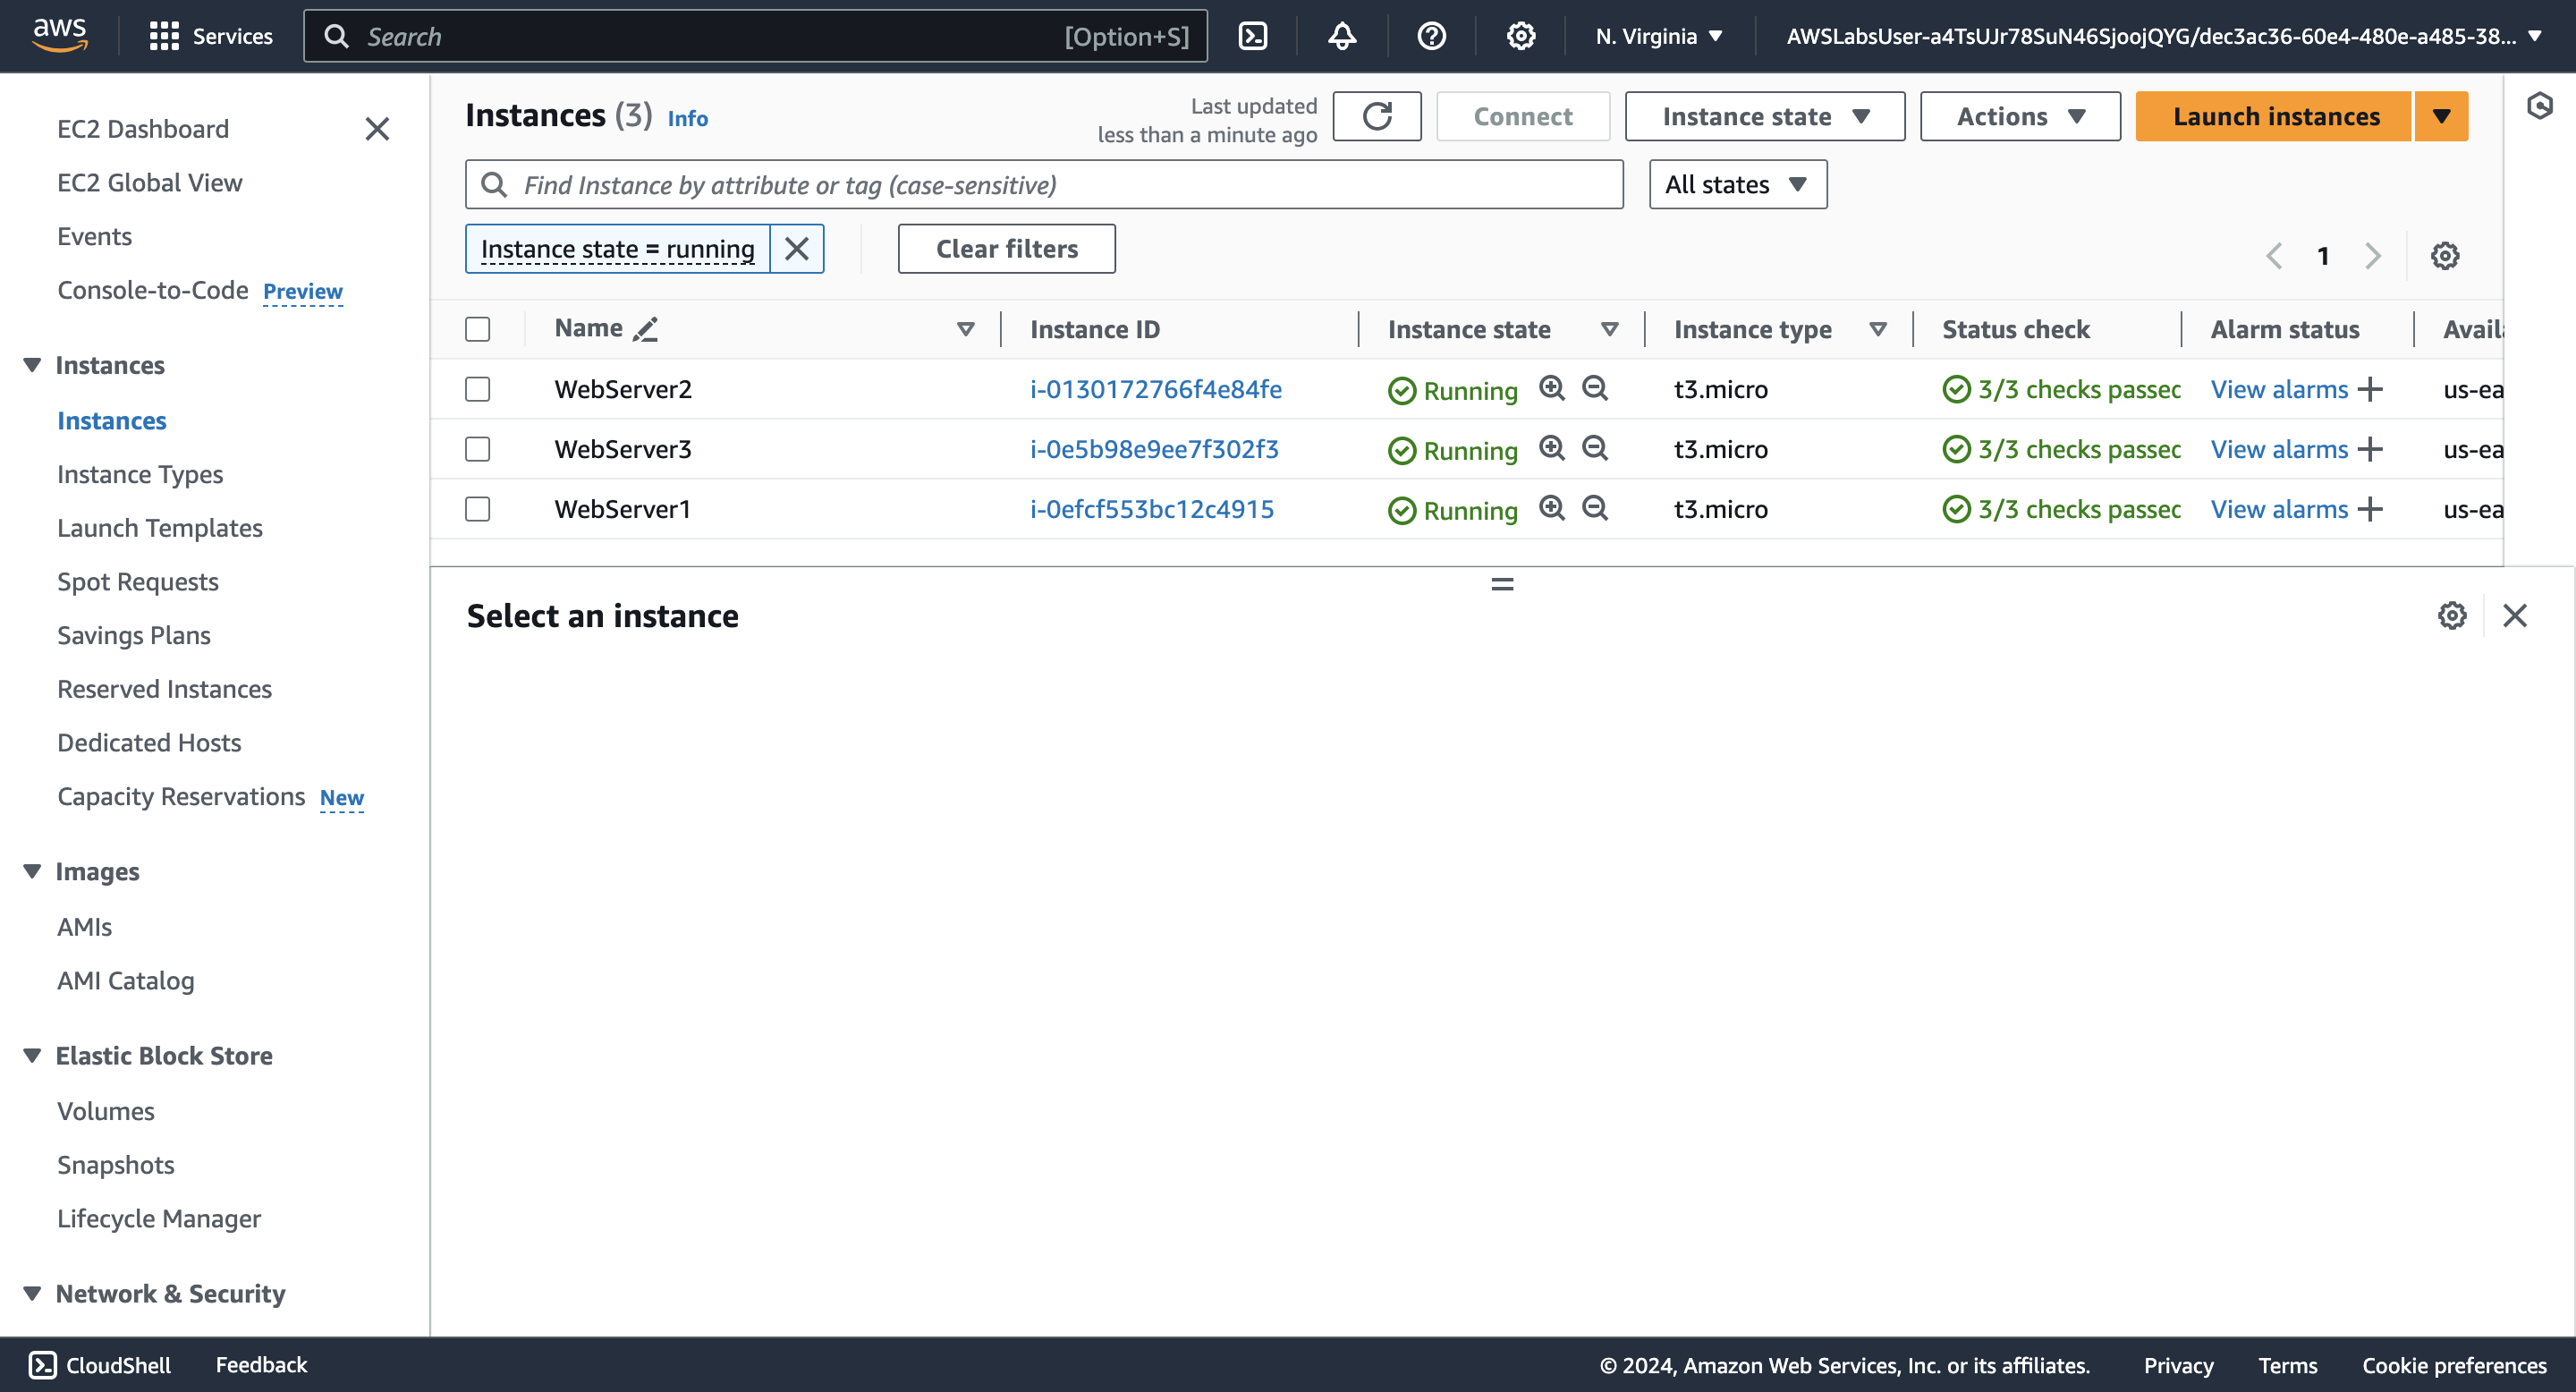 aws
Services
Search [Option+S]
N. Virginia
AWSLabsUser-a4TsUJr78SuN46SjoojQYG/dec3ac36-60e4-480e-a485-38...
EC2 Dashboard
EC2 Global View
Events
Console-to-Code Preview
Instances
Instances
Instance Types
Launch Templates
Spot Requests
Savings Plans
Reserved Instances
Dedicated Hosts
Capacity Reservations New
Images
AMIs
AMI Catalog
Elastic Block Store
Volumes
Snapshots
Lifecycle Manager
Network & Security
Instances (3) Info
Last updated
less than a minute ago
Connect
Instance state
Actions
Launch instances
Find Instance by attribute or tag (case-sensitive)
All states
Instance state = running
Clear filters
1
Name Instance ID Instance state Instance type Status check Alarm status Avail
WebServer2 i-0130172766f4e84fe Running t3.micro 3/3 checks passed View alarms us-ea
WebServer3 i-0e5b98e9ee7f302f3 Running t3.micro 3/3 checks passed View alarms us-ea
WebServer1 i-0efcf553bc12c4915 Running t3.micro 3/3 checks passed View alarms us-ea
Select an instance
CloudShell
Feedback
© 2024, Amazon Web Services, Inc. or its affiliates.
Privacy
Terms
Cookie preferences